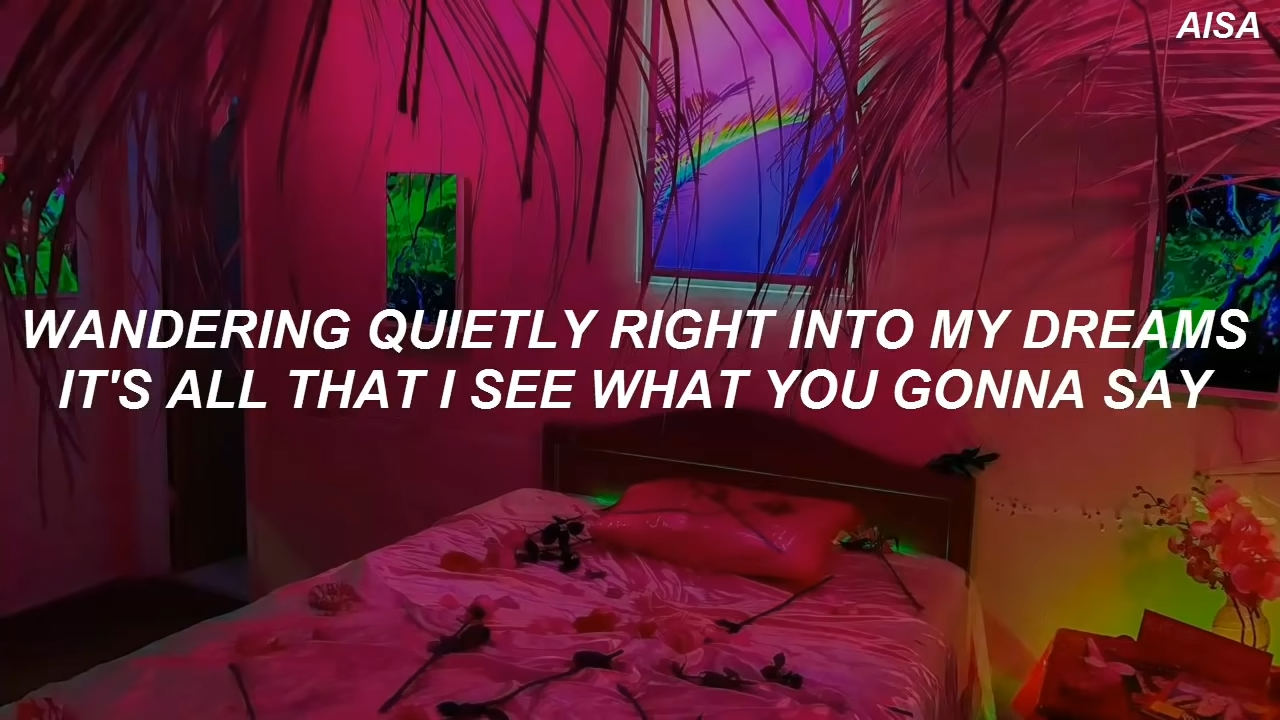 AISA
WANDERING QUIETLY RIGHT INTO MY DREAMS
IT'S ALL THAT I SEE WHAT YOU GONNA SAY